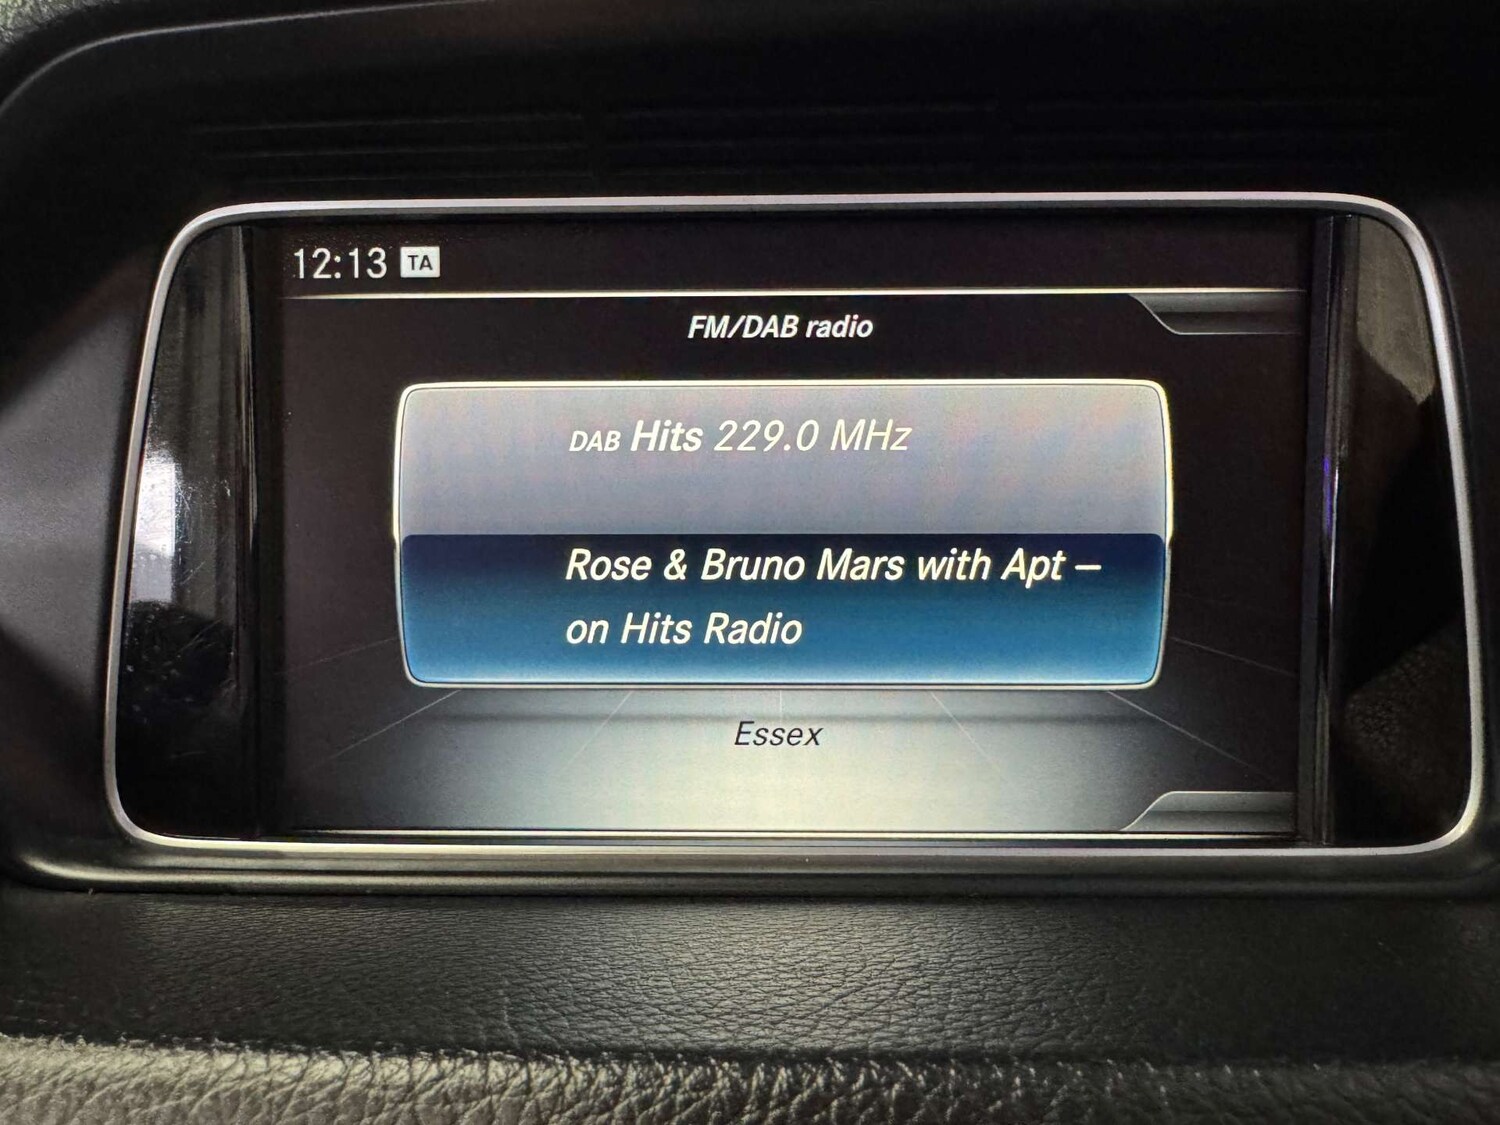 12:13 TA
FM/DAB radio
DAB Hits 229.0 MHz
Rose & Bruno Mars with Apt –
on Hits Radio
Essex